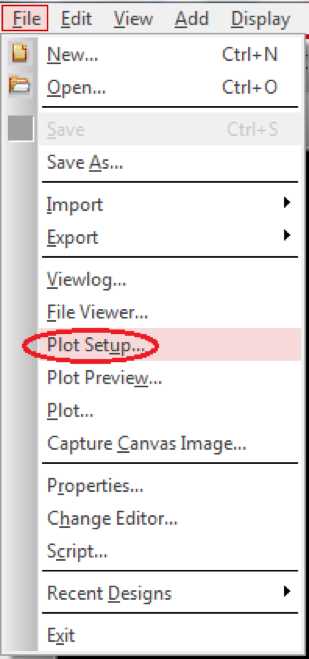 File Edit View Add Display
New... Ctrl+N
Open... Ctrl+O
Save Ctrl+S
Save As...
Import
Export
Viewlog...
File Viewer...
Plot Setup...
Plot Preview...
Plot...
Capture Canvas Image...
Properties...
Change Editor...
Script...
Recent Designs
Exit